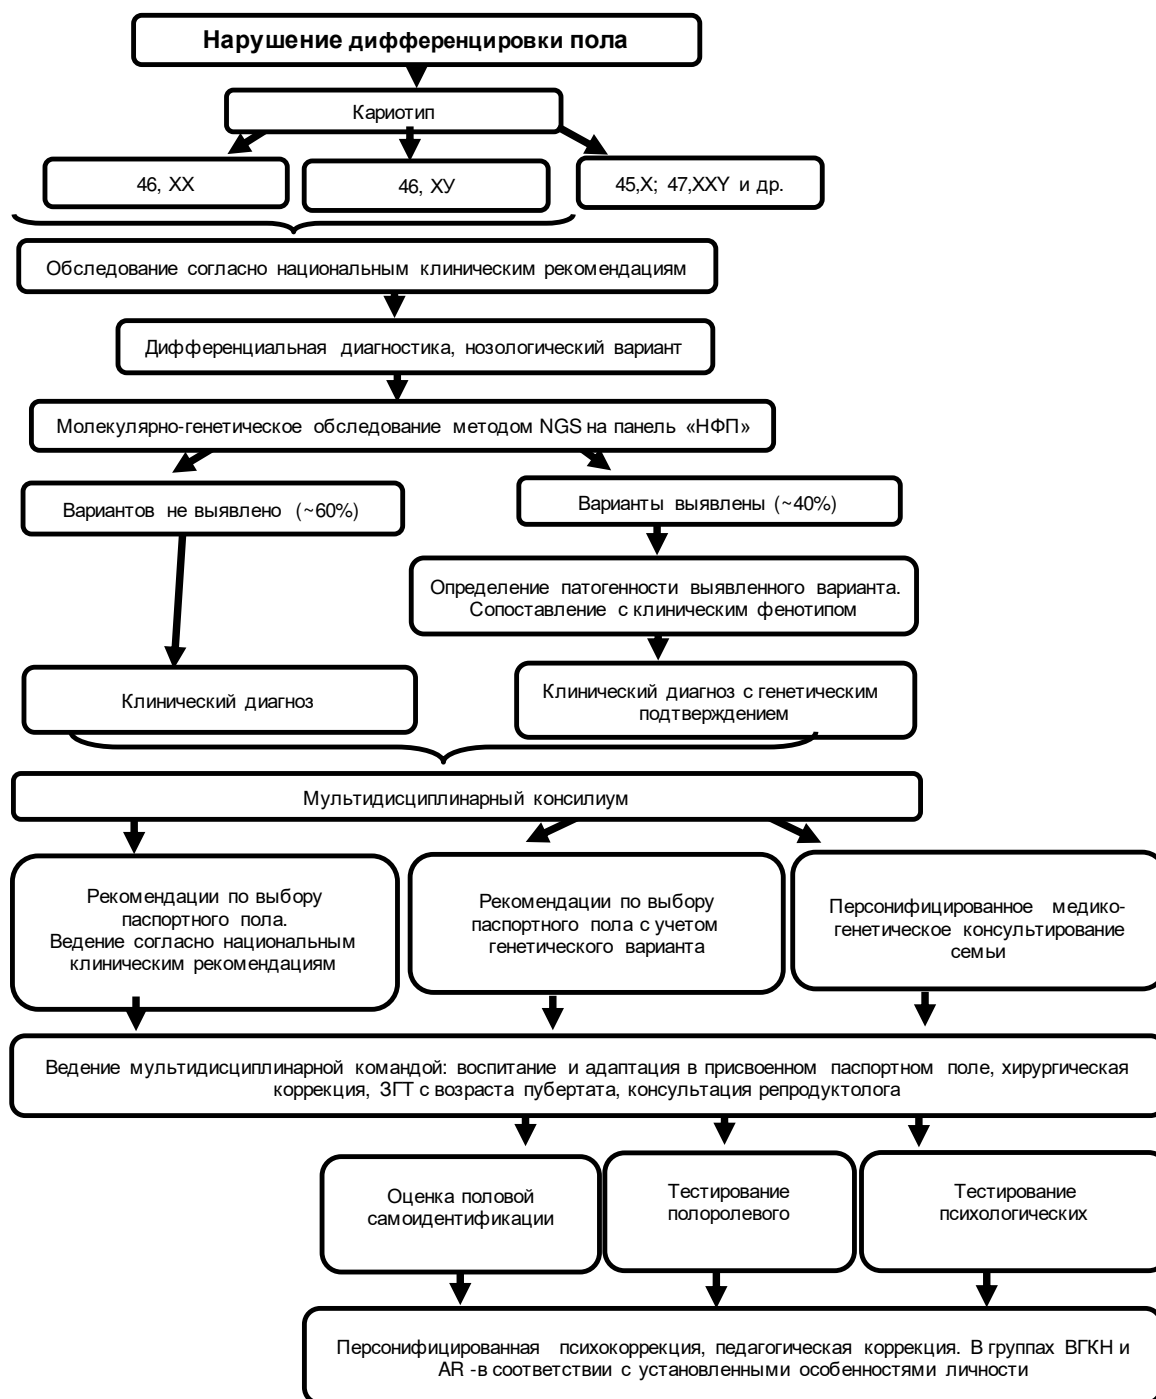 Нарушение дифференцировки пола
Кариотип
46, XX
46, ХУ
45,X; 47,XXY и др.
Обследование согласно национальным клиническим рекомендациям
Дифференциальная диагностика, нозологический вариант
Молекулярно-генетическое обследование методом NGS на панель «НФП»
Вариантов не выявлено (~60%)
Варианты выявлены (~40%)
Определение патогенности выявленного варианта.
Сопоставление с клиническим фенотипом
Клинический диагноз
Клинический диагноз с генетическим
подтверждением
Мультидисциплинарный консилиум
Рекомендации по выбору
паспортного пола.
Ведение согласно национальным
клиническим рекомендациям
Рекомендации по выбору
паспортного пола с учетом
генетического варианта
Персонифицированное медико-
генетическое консультирование
семьи
Ведение мультидисциплинарной командой: воспитание и адаптация в присвоенном паспортном поле, хирургическая
коррекция, ЗГТ с возраста пубертата, консультация репродуктолога
Оценка половой
самоидентификации
Тестирование
полоролевого
Тестирование
психологических
Персонифицированная психокоррекция, педагогическая коррекция. В группах ВГКН и
AR -в соответствии с установленными особенностями личности